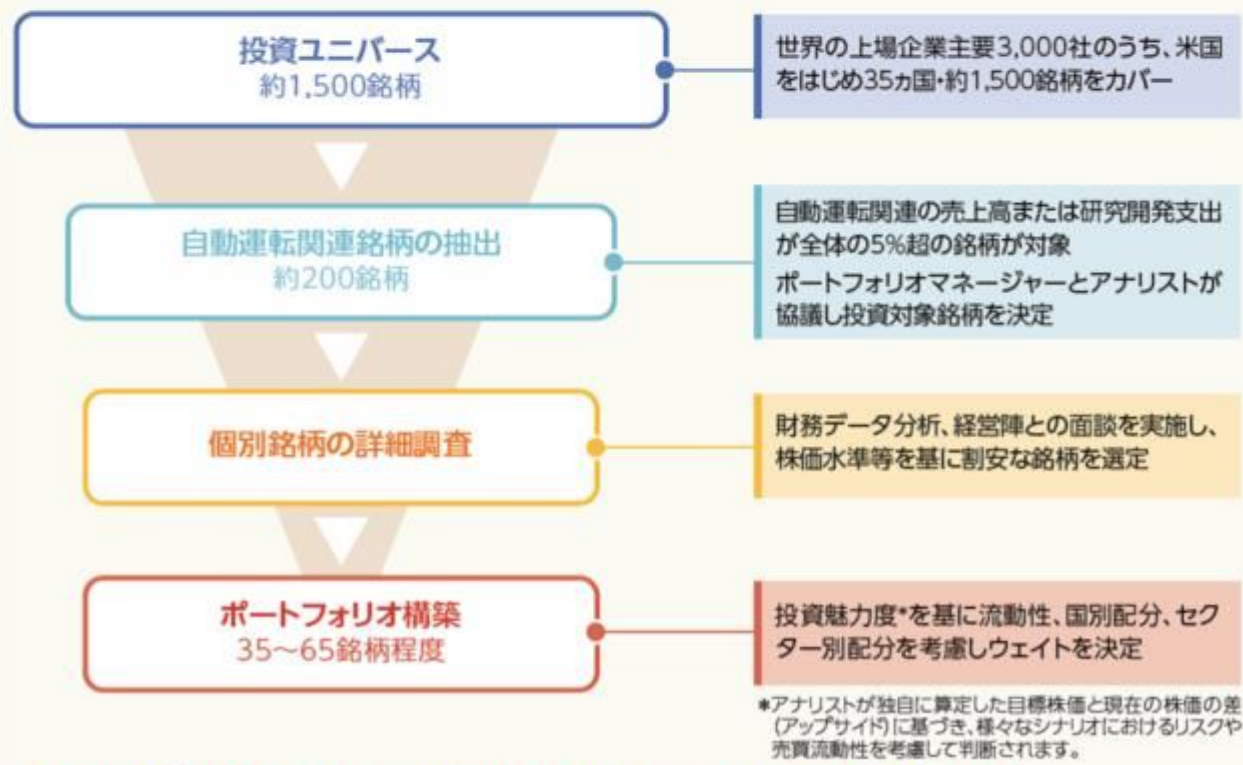 投資ユニバース
約1,500銘柄
世界の上場企業主要3,000社のうち、米国
をはじめ35ヵ国・約1,500銘柄をカバー
自動運転関連銘柄の抽出
約200銘柄
自動運転関連の売上高または研究開発支出
が全体の5%超の銘柄が対象
ポートフォリオマネージャーとアナリストが
協議し投資対象銘柄を決定
個別銘柄の詳細調査
財務データ分析、経営陣との面談を実施し、
株価水準等を基に割安な銘柄を選定
ポートフォリオ構築
35〜65銘柄程度
投資魅力度*を基に流動性、国別配分、セク
ター別配分を考慮しウェイトを決定
*アナリストが独自に算定した目標株価と現在の株価の差
(アップサイド)に基づき、様々なシナリオにおけるリスクや
売買流動性を考慮して判断されます。